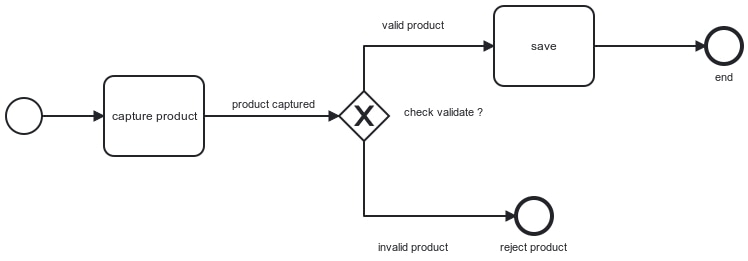 valid product
save
end
capture product
product captured
X
check validate ?
invalid product
reject product